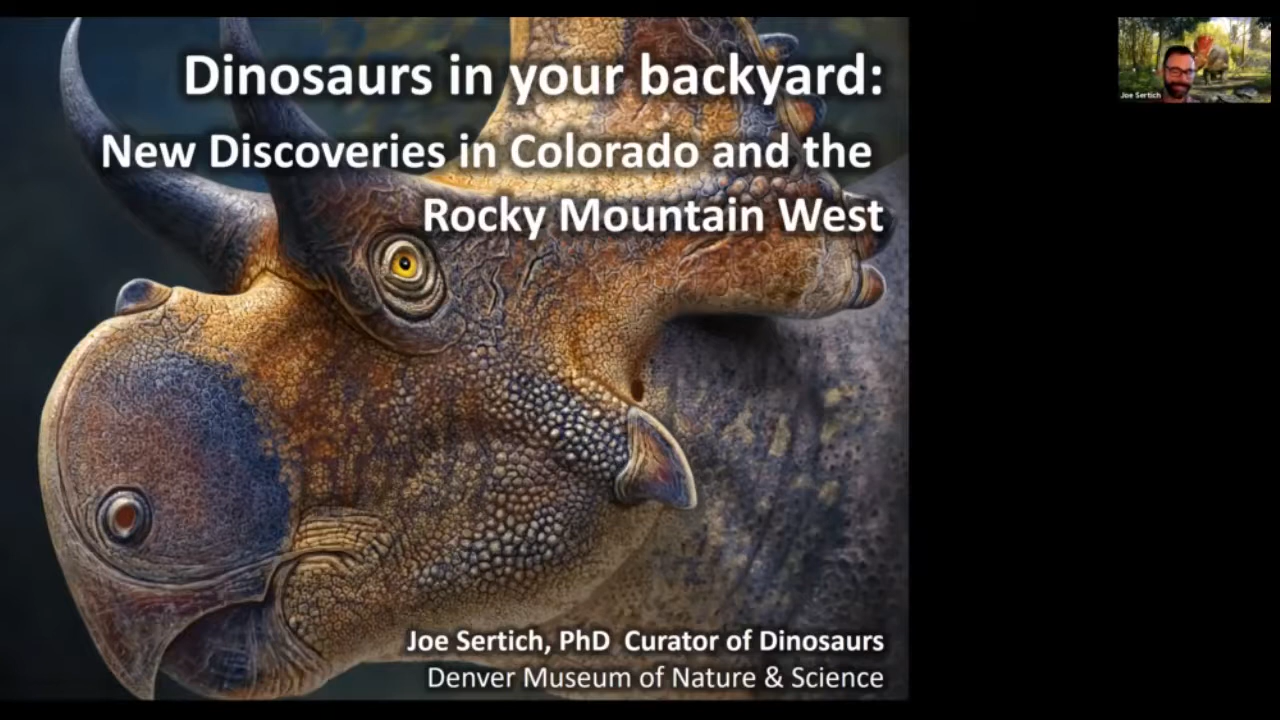 Dinosaurs in your backyard:
New Discoveries in Colorado and the
Rocky Mountain West
Joe Sertich
Joe Sertich, PhD Curator of Dinosaurs
Denver Museum of Nature & Science